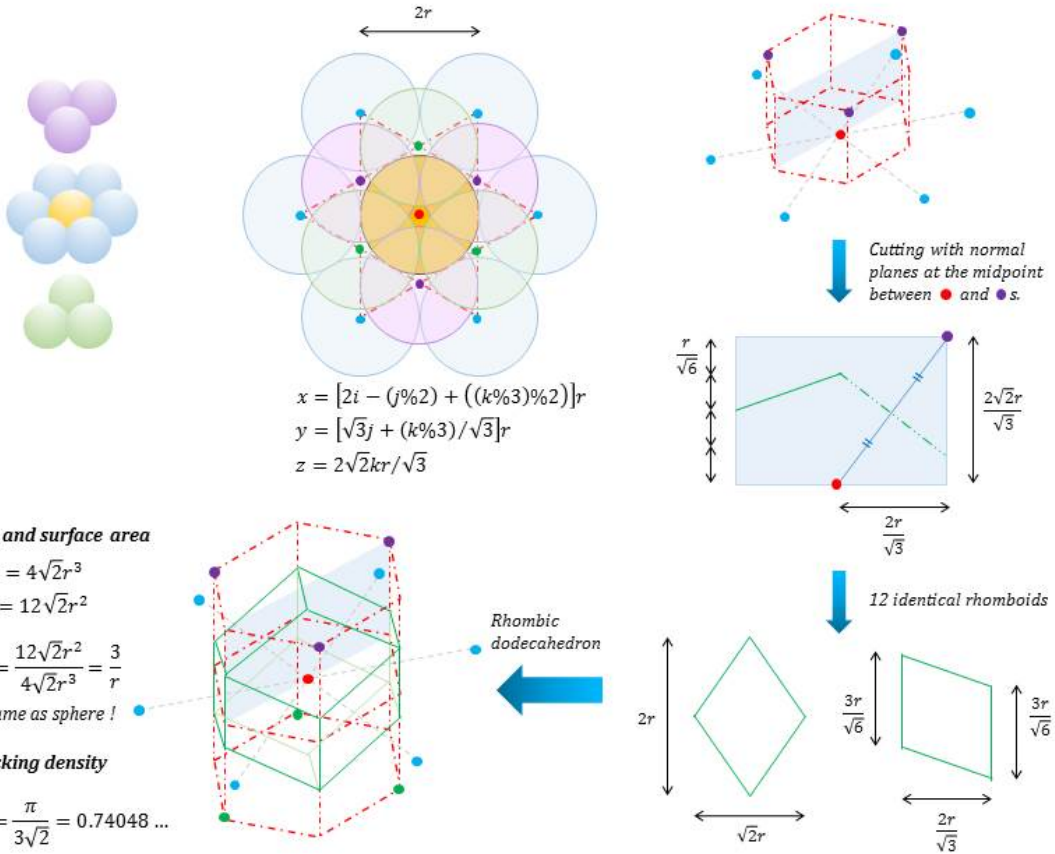 2r
x = [2i − (j%2) + ((k%3)%2)]r
y = [√3j + (k%3)/√3]r
z = 2√2kr/√3
Cutting with normal
planes at the midpoint
between ● and ● s.
r/√6
2√2r/√3
2r/√3
12 identical rhomboids
2r
√2r
3r/√6
3r/√6
2r/√3
Rhombic
dodecahedron
and surface area
= 4√2r³
= 12√2r²
= 12√2r²/4√2r³ = 3/r
ame as sphere !
king density
= π/3√2 = 0.74048 ...